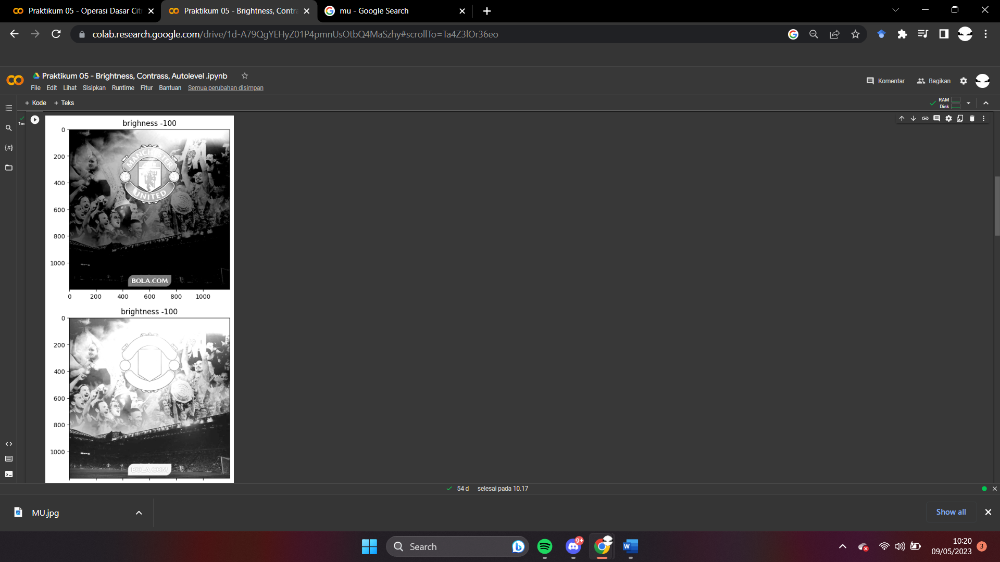 Praktikum 05 - Operasi Dasar Cit
Praktikum 05 - Brightness, Contra
mu - Google Search
colab.research.google.com/drive/1d-A79QgYEHyZ01P4pmnUsOtbQ4MaSzhy#scrollTo=Ta4Z3lOr36eo
Praktikum 05 - Brightness, Contrass, Autolevel .ipynb
File Edit Lihat Sisipkan Runtime Fitur Bantuan Semua perubahan disimpan
Komentar Bagikan
+ Kode + Teks
RAM
Disk
1m
brighness -100
0
200
400
600
800
1000
MANCHESTER
UNITED
BOLA.COM
0 200 400 600 800 1000
brightness -100
0
200
400
600
800
1000
BOLA.COM
54 d selesai pada 10.17
MU.jpg
Show all
Search
9+
10:20
09/05/2023
3